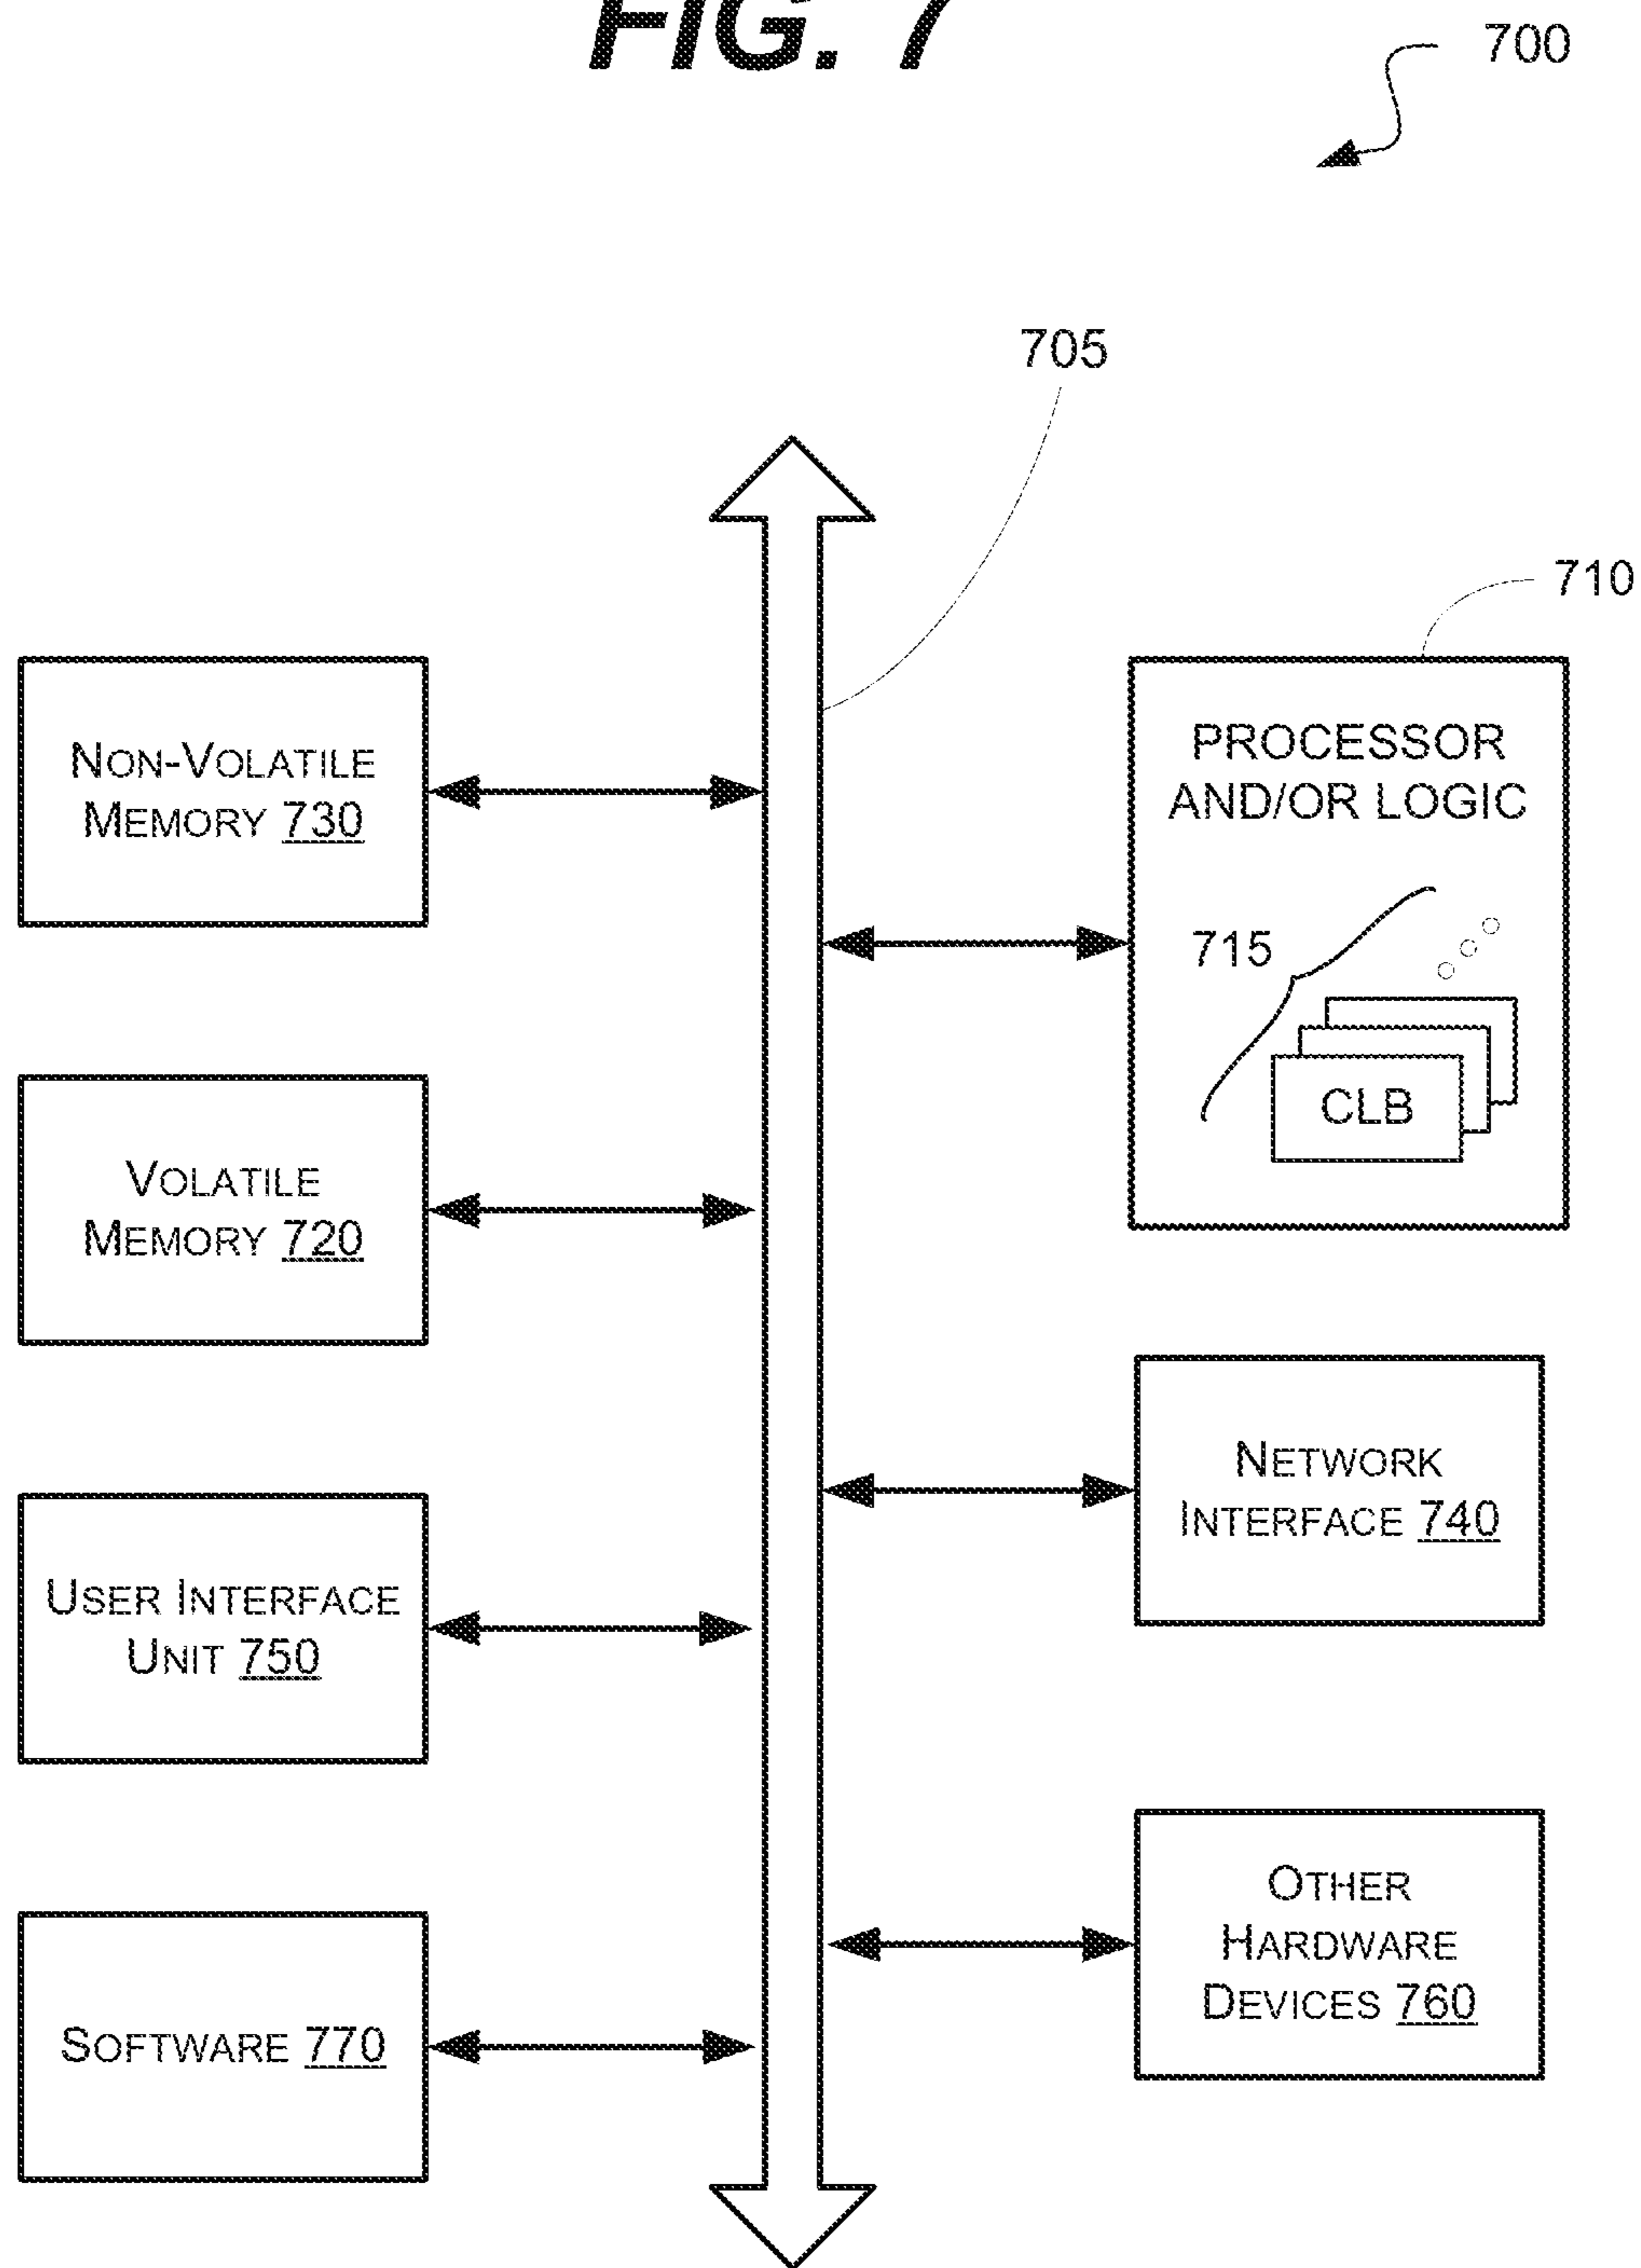 FIG. 7
700
705
710
NON-VOLATILE
MEMORY 730
PROCESSOR
AND/OR LOGIC
715
CLB
VOLATILE
MEMORY 720
NETWORK
INTERFACE 740
USER INTERFACE
UNIT 750
OTHER
HARDWARE
DEVICES 760
SOFTWARE 770